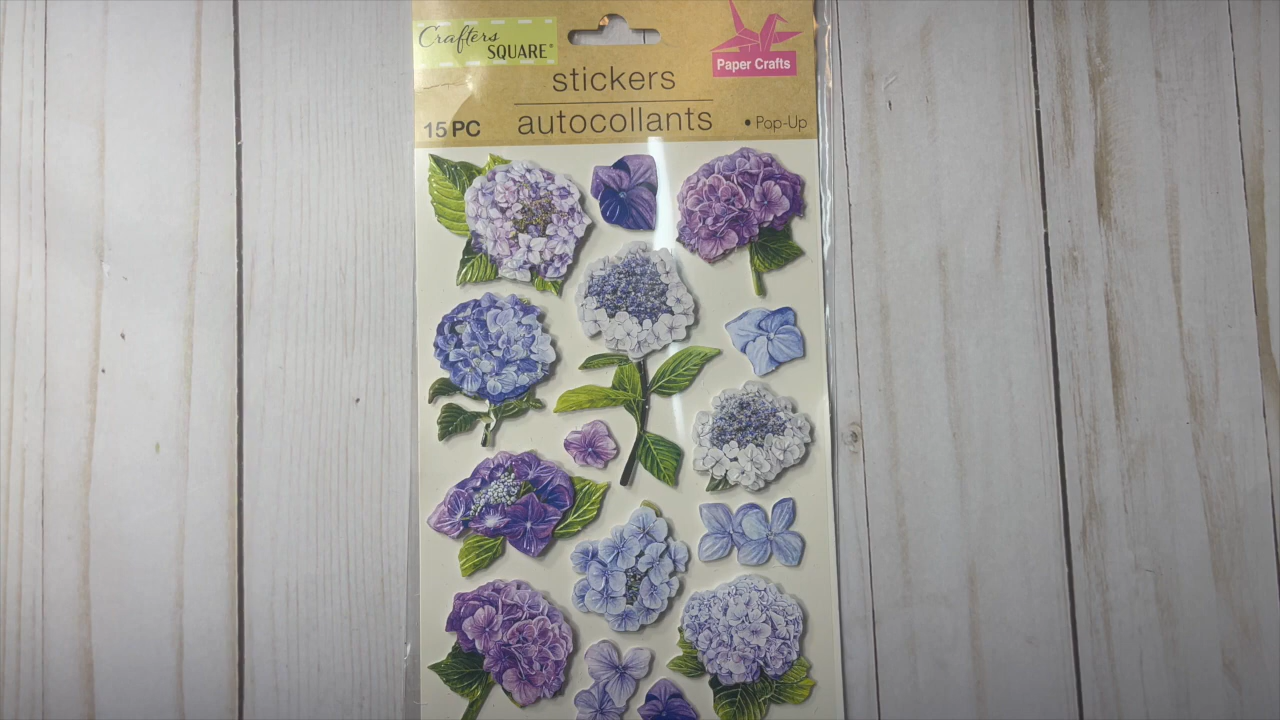 Crafters
SQUARE®
Paper Crafts
stickers
autocollants
15 PC
• Pop-Up